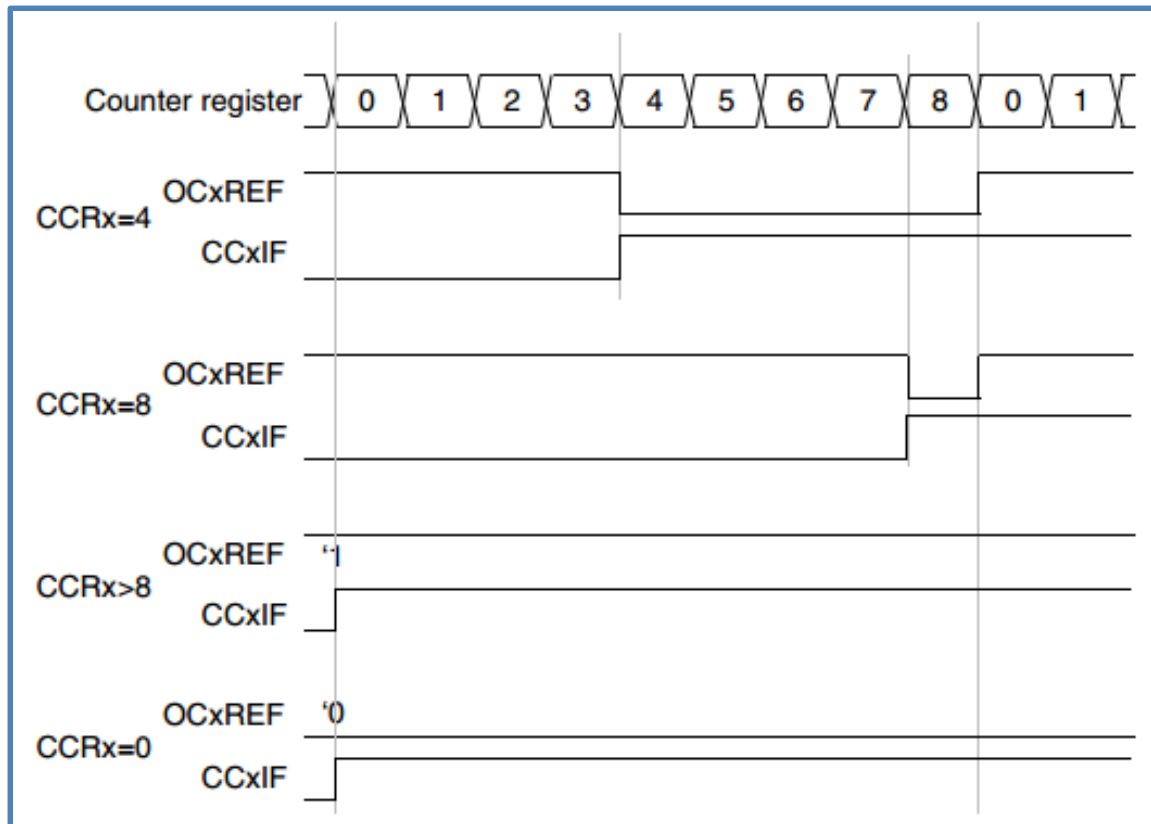 Counter register 0 1 2 3 4 5 6 7 8 0 1
OCxREF
CCRx=4
CCxIF
OCxREF
CCRx=8
CCxIF
OCxREF ‘1
CCRx>8
CCxIF
OCxREF ‘0
CCRx=0
CCxIF